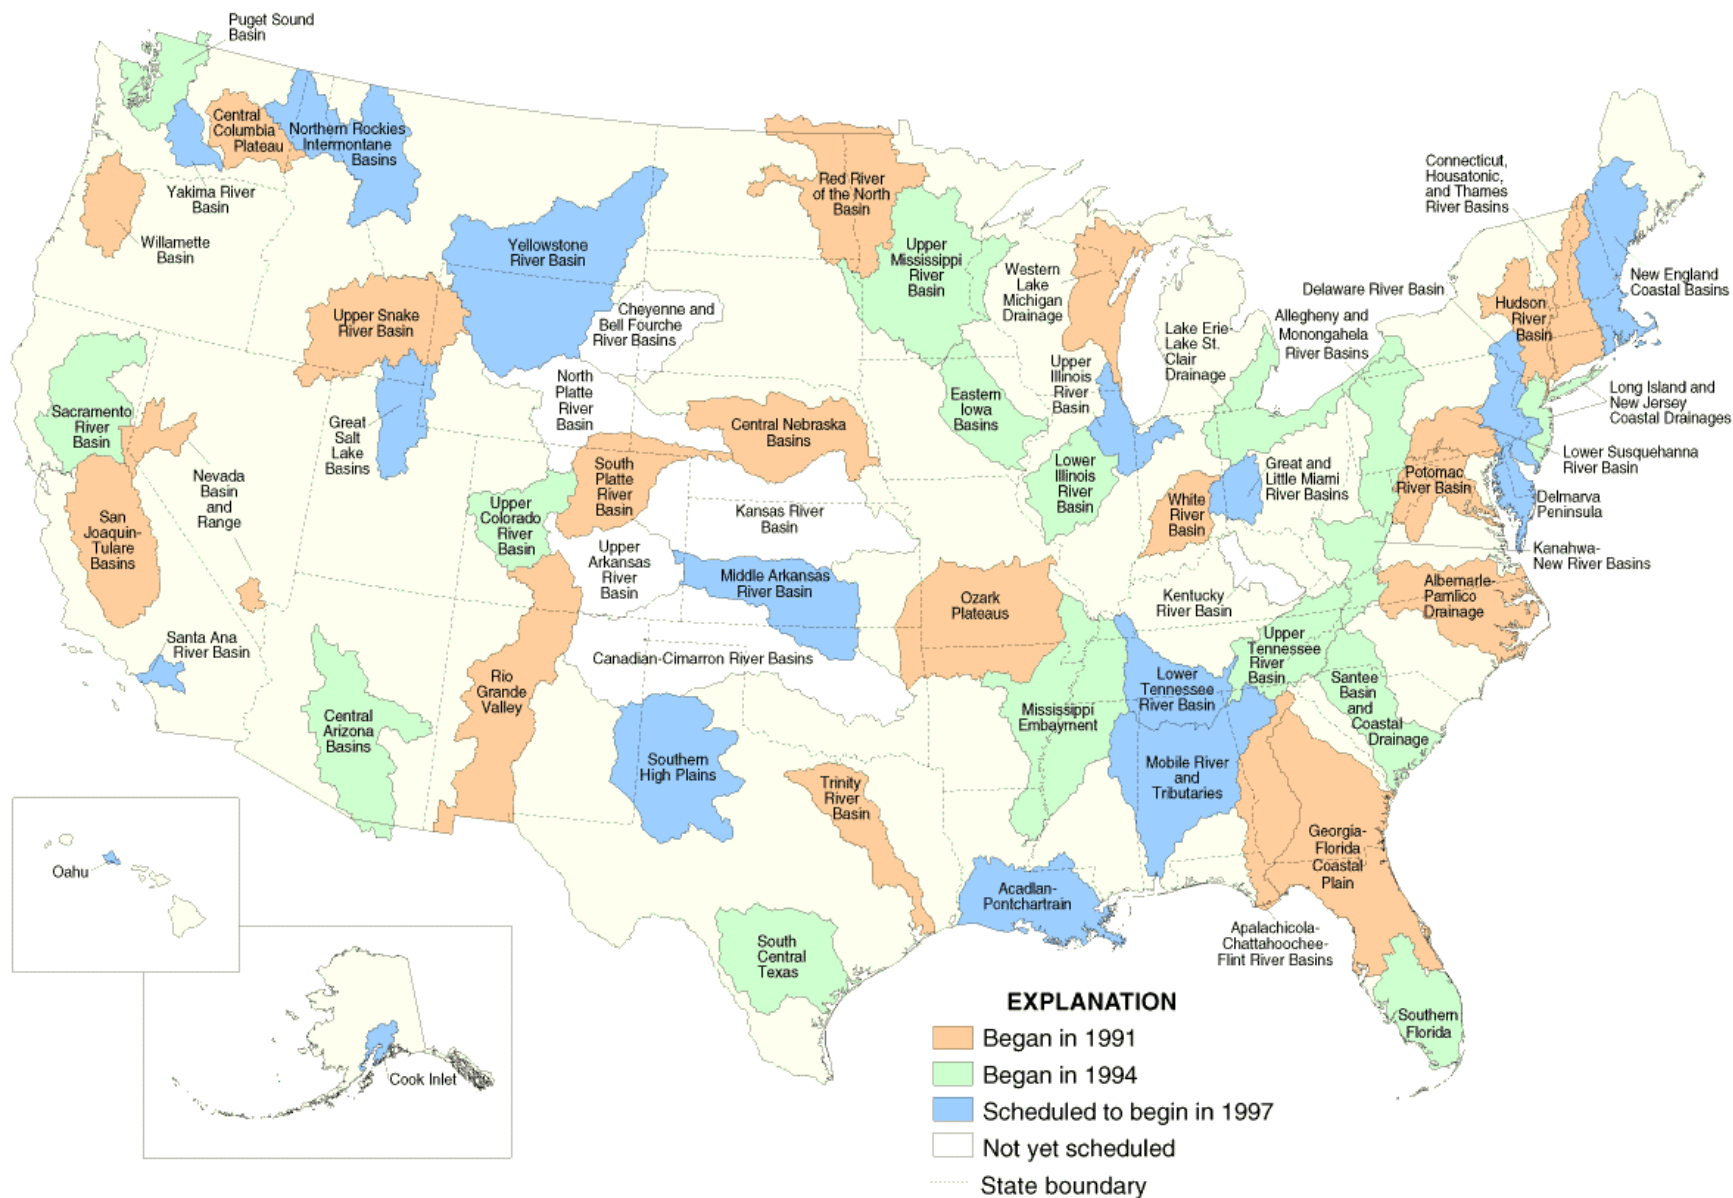 Puget Sound
Basin
Central
Columbia
Plateau
Northern Rockies
Intermontane
Basins
Yakima River
Basin
Willamette
Basin
Yellowstone
River Basin
Red River
of the North
Basin
Upper
Mississippi
River
Basin
Western
Lake
Michigan
Drainage
Connecticut,
Housatonic,
and Thames
River Basins
New England
Coastal Basins
Delaware River Basin
Hudson
River
Basin
Allegheny and
Monongahela
River Basins
Upper Snake
River Basin
Cheyenne and
Bell Fourche
River Basins
Lake Erie-
Lake St.
Clair
Drainage
Upper
Illinois
River
Basin
North
Platte
River
Basin
Sacramento
River
Basin
Great
Salt
Lake
Basins
Central Nebraska
Basins
Eastern
Iowa
Basins
Long Island and
New Jersey
Coastal Drainages
Lower Susquehanna
River Basin
Nevada
Basin
and
Range
South
Platte
River
Basin
Lower
Illinois
River
Basin
Great and
Little Miami
River Basins
Potomac
River Basin
Delmarva
Peninsula
San
Joaquin-
Tulare
Basins
Upper
Colorado
River
Basin
Kansas River
Basin
White
River
Basin
Kanahwa-
New River Basins
Upper
Arkansas
River
Basin
Middle Arkansas
River Basin
Ozark
Plateaus
Kentucky
River Basin
Albemarle-
Pamlico
Drainage
Santa Ana
River Basin
Canadian-Cimarron River Basins
Rio
Grande
Valley
Upper
Tennessee
River
Basin
Lower
Tennessee
River Basin
Santee
Basin
and
Coastal
Drainage
Central
Arizona
Basins
Mississippi
Embayment
Southern
High Plains
Mobile River
and
Tributaries
Trinity
River
Basin
Georgia-
Florida
Coastal
Plain
Oahu
Acadlan-
Pontchartrain
Apalachicola-
Chattahoochee-
Flint River Basins
South
Central
Texas
Southern
Florida
Cook Inlet
EXPLANATION
Began in 1991
Began in 1994
Scheduled to begin in 1997
Not yet scheduled
State boundary